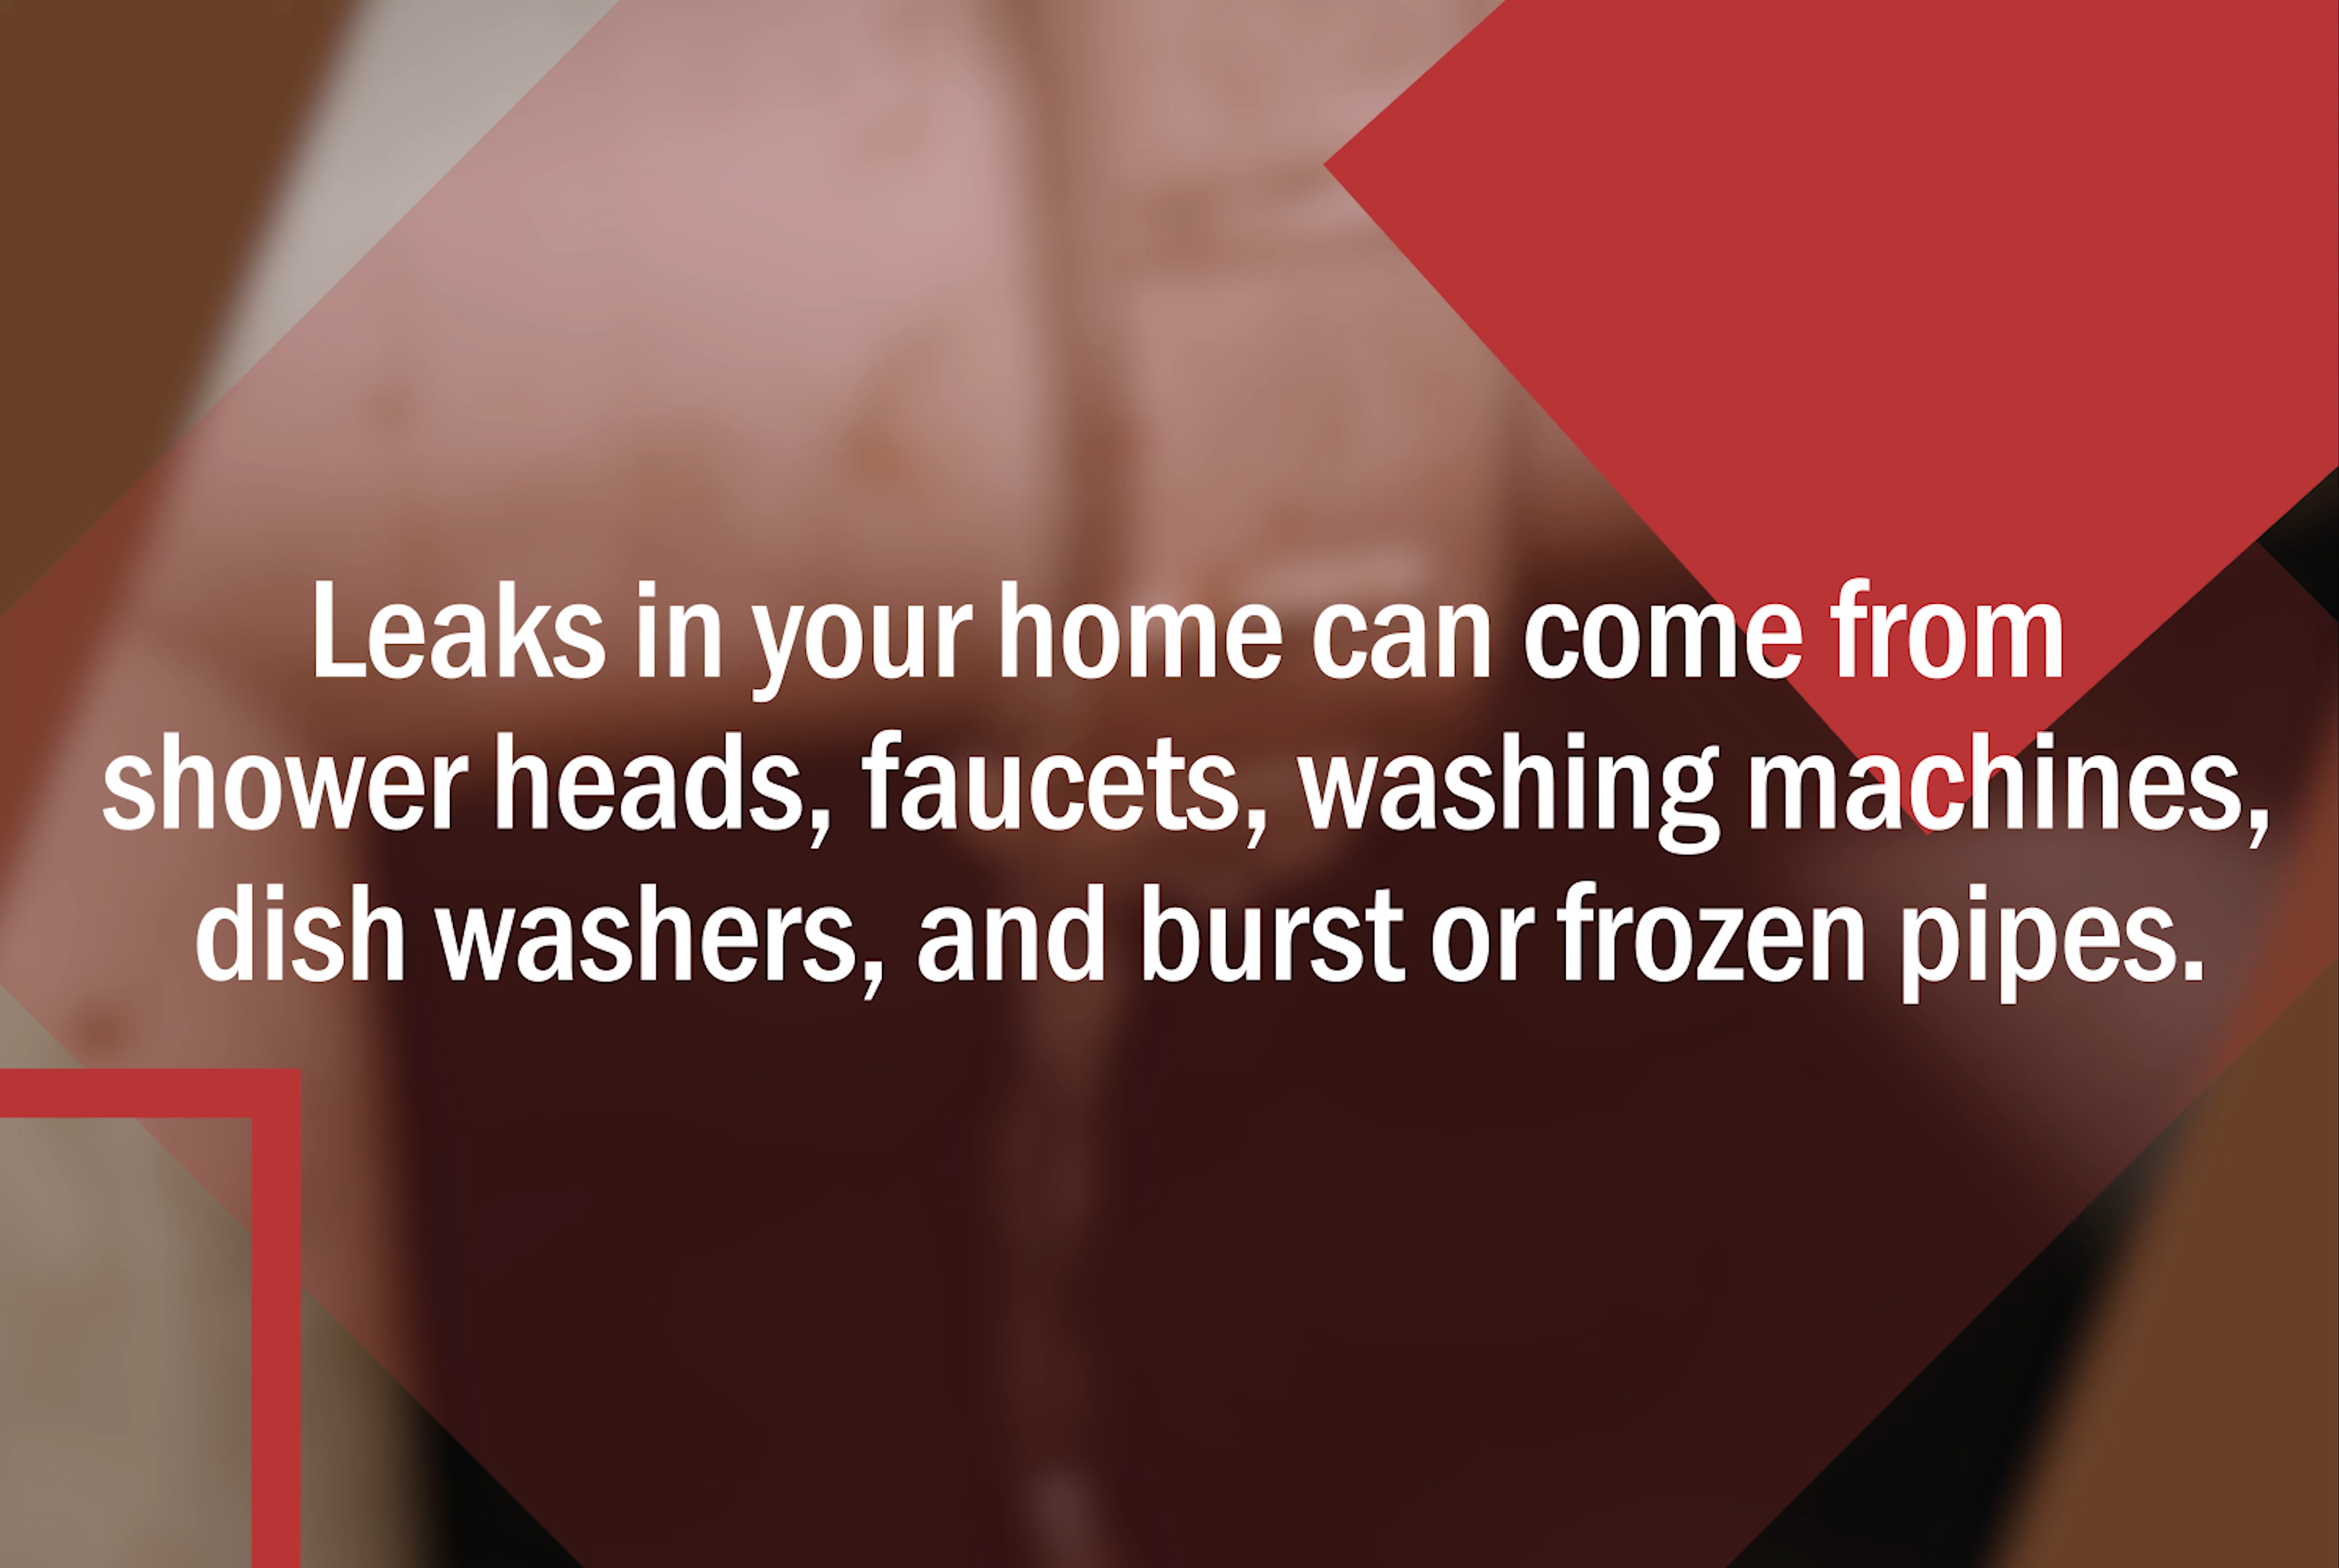 Leaks in your home can come from
shower heads, faucets, washing machines,
dish washers, and burst or frozen pipes.